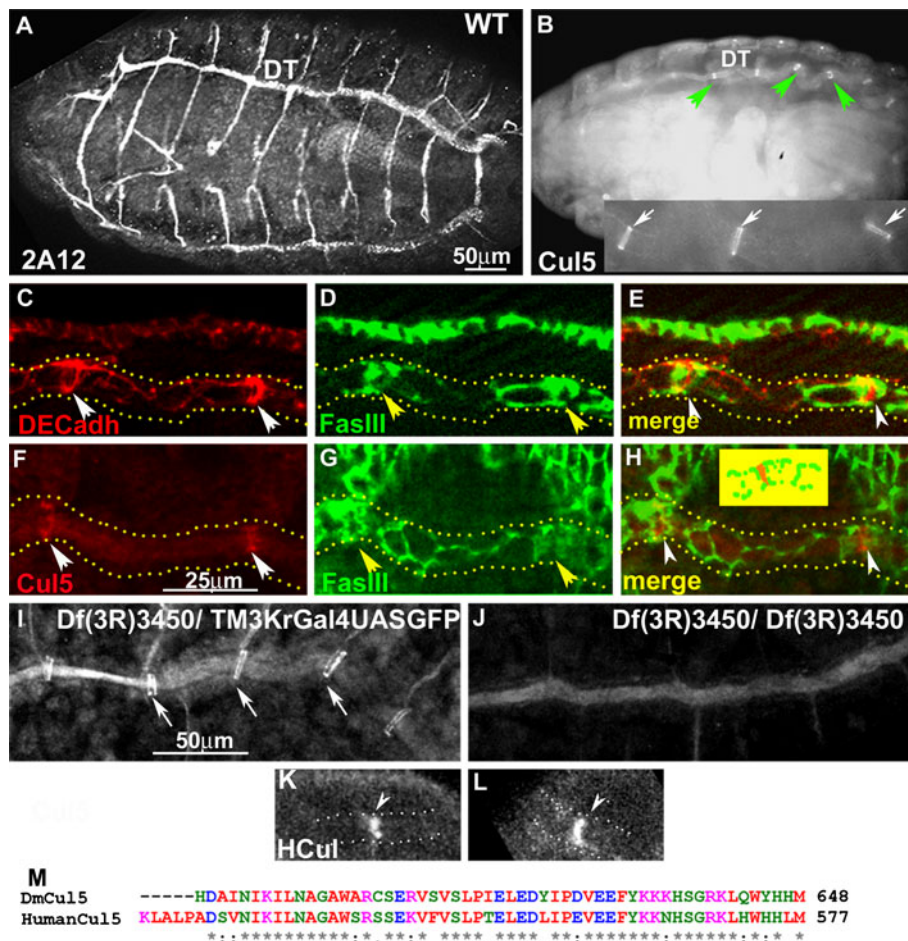 A WT
DT
2A12 50μm
B
DT
Cul5
C
DECadh
D
FasIII
E
merge
F
Cul5 25μm
G
FasIII
H
merge
I Df(3R)3450/ TM3KrGal4UASGFP
50μm
J Df(3R)3450/ Df(3R)3450
K
HCul
L
M
DmCul5 -----HDAINIKILNAGAWARCSERVSVSLPIELEDYIPDVEEFYKKKHSGRKLQWYHHM 648
HumanCul5 KLALPADSVNIKILNAGAWSRSSEKVFVSLPTELEDLIPEVEEFYKKNHSGRKLHWHHLM 577